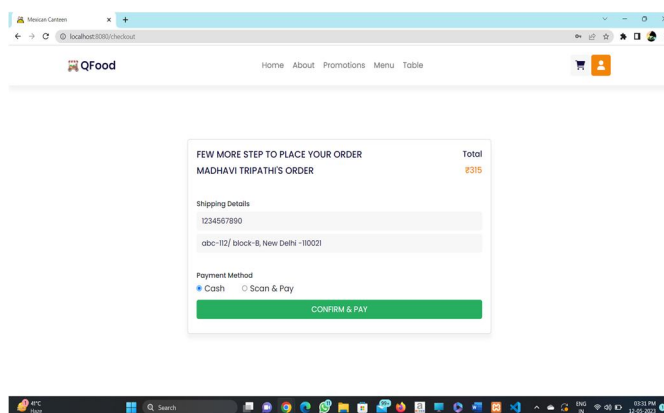 Mexican Canteen
localhost:8080/checkout
QFood
Home About Promotions Menu Table
FEW MORE STEP TO PLACE YOUR ORDER Total
MADHAVI TRIPATHI'S ORDER ₹315
Shipping Details
1234567890
abc-112/ block-B, New Delhi -110021
Payment Method
Cash Scan & Pay
CONFIRM & PAY
41°C
Haze
Search
99+
ENG
IN
03:31 PM
12-05-2023